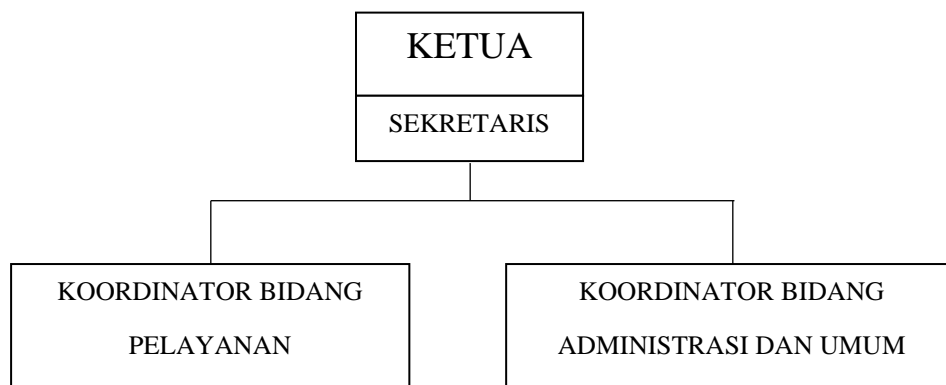 KETUA
SEKRETARIS
KOORDINATOR BIDANG
PELAYANAN
KOORDINATOR BIDANG
ADMINISTRASI DAN UMUM